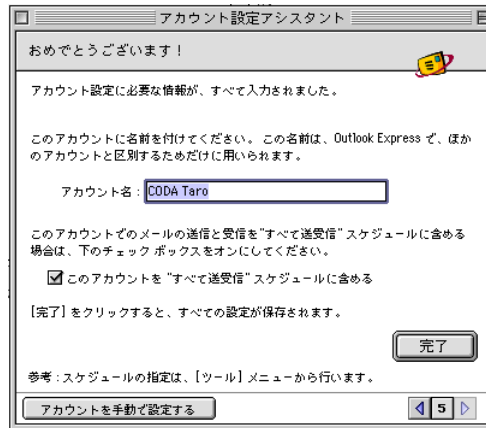 アカウント設定アシスタント
おめでとうございます！
アカウント設定に必要な情報が、すべて入力されました。
このアカウントに名前を付けてください。この名前は、Outlook Express で、ほか
のアカウントと区別するためだけに用いられます。
アカウント名：CODA Taro
このアカウントでのメールの送信と受信を"すべて送受信" スケジュールに含める
場合は、下のチェック ボックスをオンにしてください。
このアカウントを "すべて送受信" スケジュールに含める
[完了] をクリックすると、すべての設定が保存されます。
完了
参考：スケジュールの指定は、[ツール] メニューから行います。
アカウントを手動で設定する
5